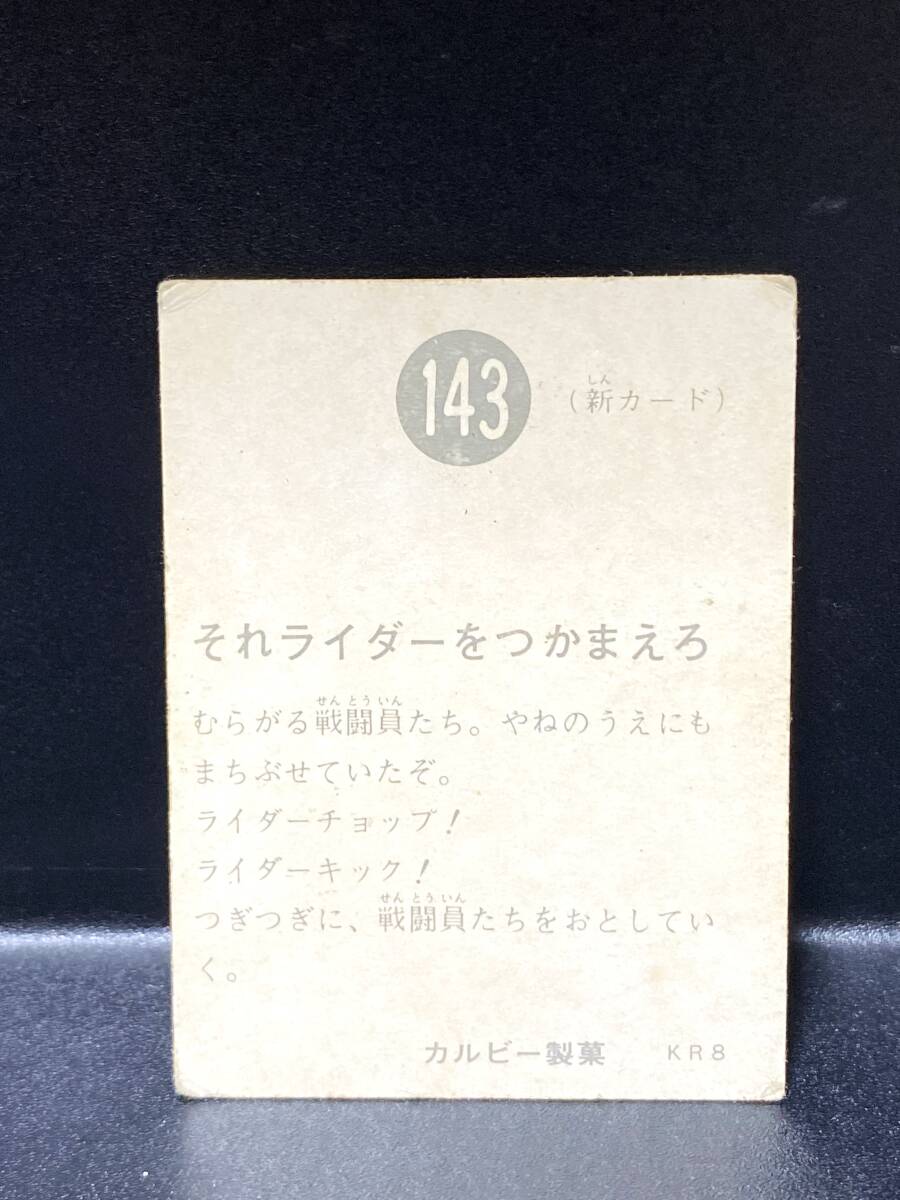 143 （新カード）
それライダーをつかまえろ
むらがる戦闘員たち。やねのうえにも
まちぶせていたぞ。
ライダーチョップ！
ライダーキック！
つぎつぎに、戦闘員たちをおとしてい
く。
カルビー製菓 KR8